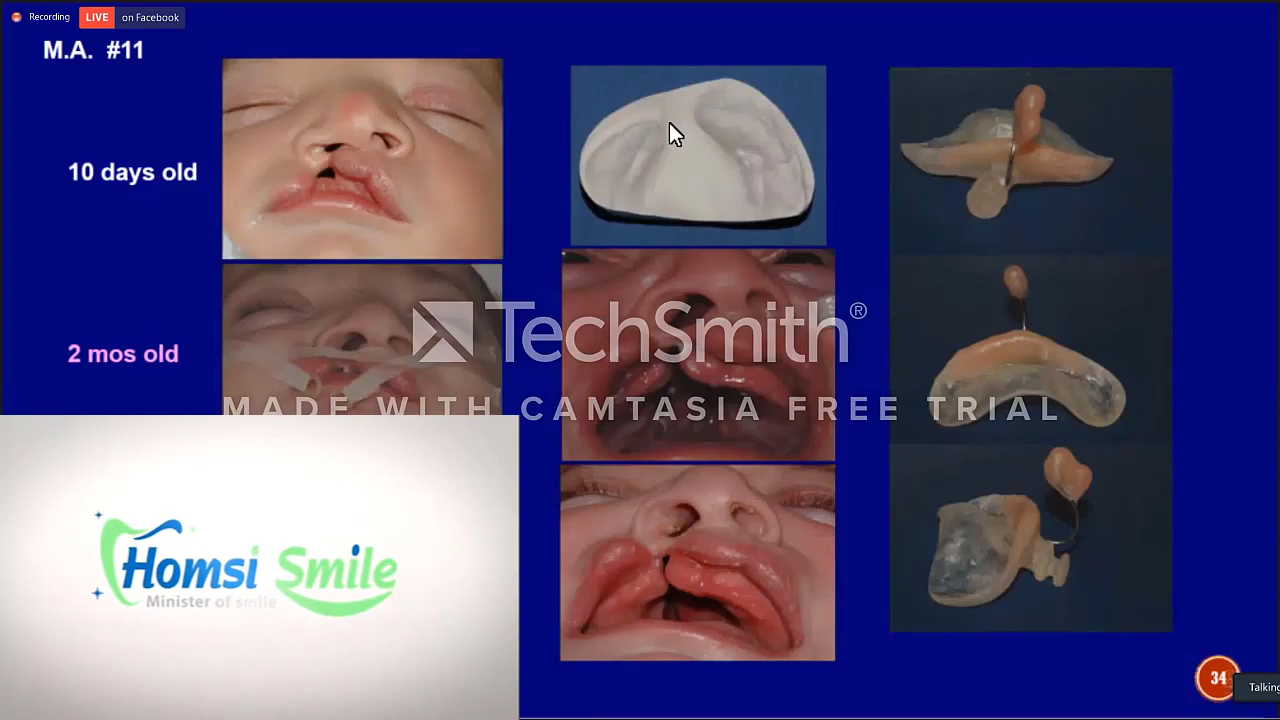 Recording
LIVE on Facebook
M.A. #11
10 days old
2 mos old
TechSmith®
MADE WITH CAMTASIA FREE TRIAL
Homsi Smile
Minister of smile
34
Talking